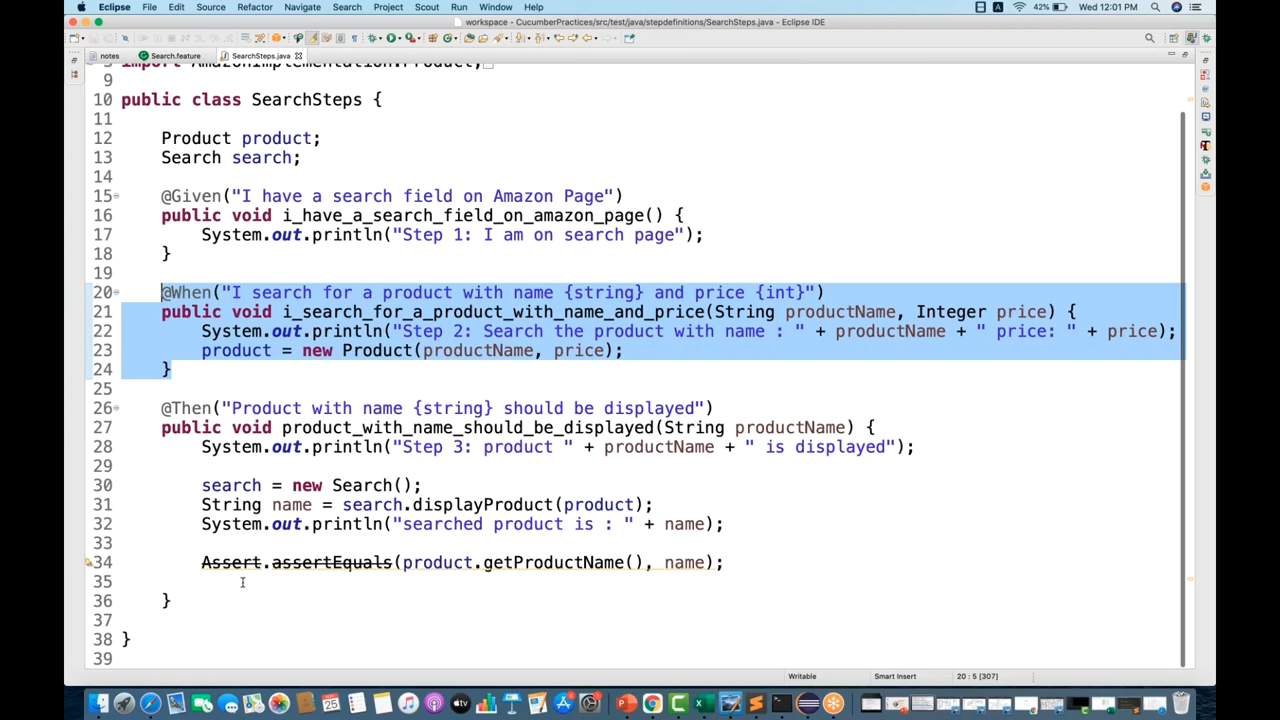 Eclipse File Edit Source Refactor Navigate Search Project Scout Run Window Help 42% Wed 12:01 PM
workspace - CucumberPractices/src/test/java/stepdefinitions/SearchSteps.java - Eclipse IDE
notes Search.feature SearchSteps.java
9 import AmazonImplementation.Product;
9
10 public class SearchSteps {
11
12 Product product;
13 Search search;
14
15 @Given("I have a search field on Amazon Page")
16 public void i_have_a_search_field_on_amazon_page() {
17 System.out.println("Step 1: I am on search page");
18 }
19
20 @When("I search for a product with name {string} and price {int}")
21 public void i_search_for_a_product_with_name_and_price(String productName, Integer price) {
22 System.out.println("Step 2: Search the product with name : " + productName + " price: " + price);
23 product = new Product(productName, price);
24 }
25
26 @Then("Product with name {string} should be displayed")
27 public void product_with_name_should_be_displayed(String productName) {
28 System.out.println("Step 3: product " + productName + " is displayed");
29
30 search = new Search();
31 String name = search.displayProduct(product);
32 System.out.println("searched product is : " + name);
33
34 Assert.assertEquals(product.getProductName(), name);
35
36 }
37
38 }
39
Writable Smart Insert 20 : 5 [307]